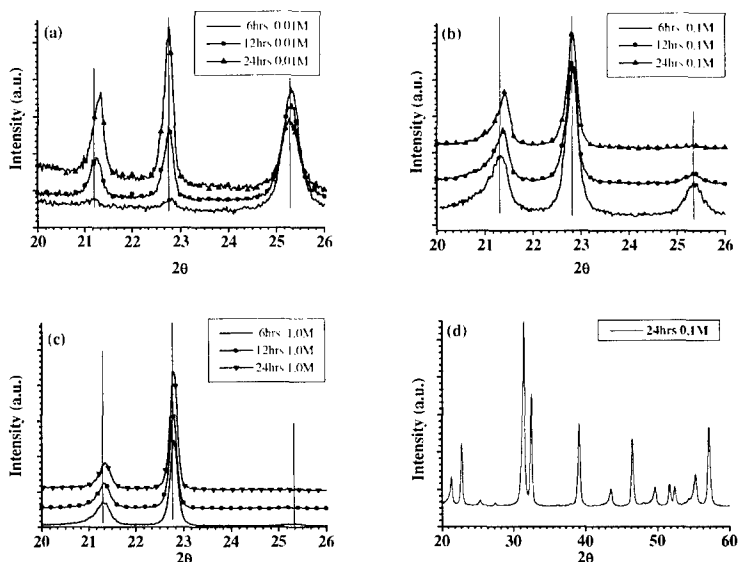 (a)
6hrs 0.01M
12hrs 0.01M
24hrs 0.01M
Intensity (a.u.)
20 21 22 23 24 25 26
2θ
(b)
6hrs 0.1M
12hrs 0.1M
24hrs 0.1M
Intensity (a.u.)
20 21 22 23 24 25 26
2θ
(c)
6hrs 1.0M
12hrs 1.0M
24hrs 1.0M
Intensity (a.u.)
20 21 22 23 24 25 26
2θ
(d)
24hrs 0.1M
Intensity (a.u.)
20 30 40 50 60
2θ